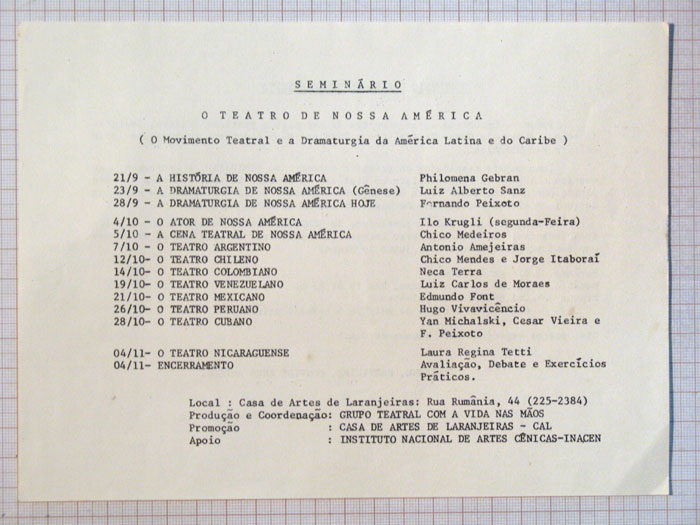 SEMINÁRIO
O TEATRO DE NOSSA AMÉRICA
( O Movimento Teatral e a Dramaturgia da América Latina e do Caribe )
21/9 - A HISTÓRIA DE NOSSA AMÉRICA Philomena Gebran
23/9 - A DRAMATURGIA DE NOSSA AMÉRICA (Gênese) Luiz Alberto Sanz
28/9 - A DRAMATURGIA DE NOSSA AMÉRICA HOJE Fernando Peixoto
4/10 - O ATOR DE NOSSA AMÉRICA Ilo Krugli (segunda-Feira)
5/10 - A CENA TEATRAL DE NOSSA AMÉRICA Chico Medeiros
7/10 - O TEATRO ARGENTINO Antonio Amejeiras
12/10- O TEATRO CHILENO Chico Mendes e Jorge Itaboraí
14/10- O TEATRO COLOMBIANO Neca Terra
19/10- O TEATRO VENEZUELANO Luiz Carlos de Moraes
21/10- O TEATRO MEXICANO Edmundo Font
26/10- O TEATRO PERUANO Hugo Vivavicêncio
28/10- O TEATRO CUBANO Yan Michalski, Cesar Vieira e
F. Peixoto
04/11- O TEATRO NICARAGUENSE Laura Regina Tetti
04/11- ENCERRAMENTO Avaliação, Debate e Exercícios
Práticos.
Local : Casa de Artes de Laranjeiras: Rua Rumânia, 44 (225-2384)
Produção e Coordenação: GRUPO TEATRAL COM A VIDA NAS MÃOS
Promoção : CASA DE ARTES DE LARANJEIRAS - CAL
Apoio : INSTITUTO NACIONAL DE ARTES CÊNICAS-INACEN